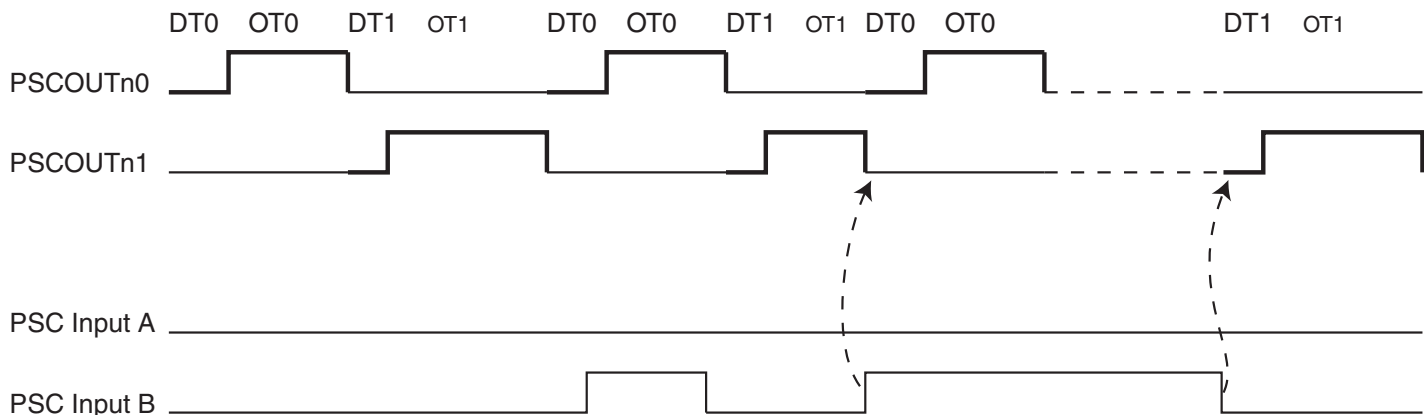 DT0 OT0 DT1 OT1 DT0 OT0 DT1 OT1 DT0 OT0 DT1 OT1
PSCOUTn0
PSCOUTn1
PSC Input A
PSC Input B